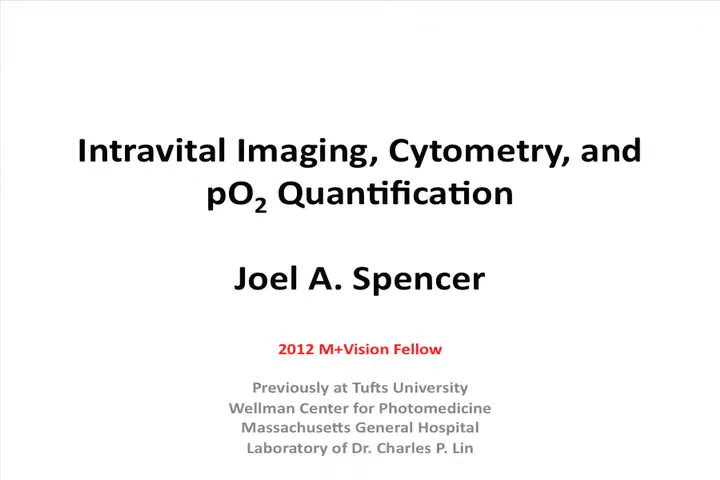 Intravital Imaging, Cytometry, and
pO₂ Quantification
Joel A. Spencer
2012 M+Vision Fellow
Previously at Tufts University
Wellman Center for Photomedicine
Massachusetts General Hospital
Laboratory of Dr. Charles P. Lin